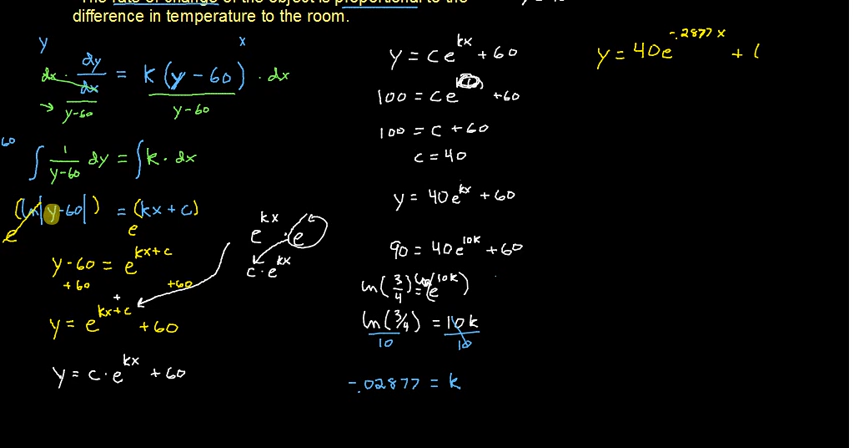 The rate of change of the object is proportional to the
difference in temperature to the room.
y
x
dx · dy/dx = k(y - 60) · dx
y-60
y-60
60
∫ 1/(y-60) dy = ∫ k · dx
e^(ln|y-60|) = e^(kx + c)
y - 60 = e^(kx+c)
+60 +60
y = e^(kx+c) + 60
y = c · e^(kx) + 60
e^(kx) · e^c
c · e^(kx)
y = ce^(kx) + 60
100 = ce +60
100 = c + 60
c = 40
y = 40e^(kx) + 60
90 = 40e^(10k) + 60
ln(3/4) = ln(e^(10k))
ln(3/4) = 10k
10 10
-.02877 = k
y = 40e^(-.2877x) + (